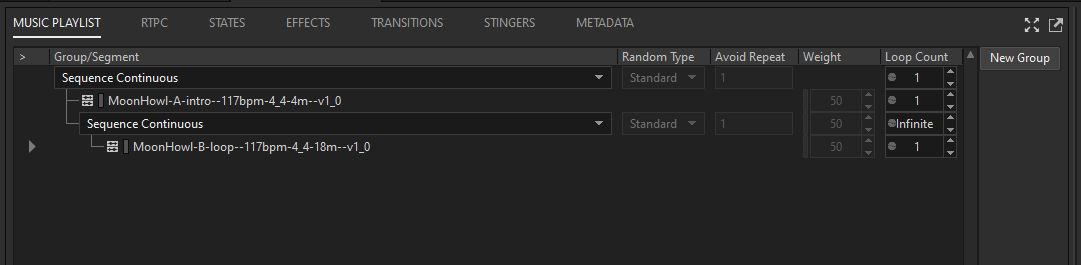 MUSIC PLAYLIST RTPC STATES EFFECTS TRANSITIONS STINGERS METADATA
> Group/Segment Random Type Avoid Repeat Weight Loop Count New Group
Sequence Continuous Standard 1 1
MoonHowl-A-intro--117bpm-4_4-4m--v1_0 50 1
Sequence Continuous Standard 1 50 Infinite
MoonHowl-B-loop--117bpm-4_4-18m--v1_0 50 1